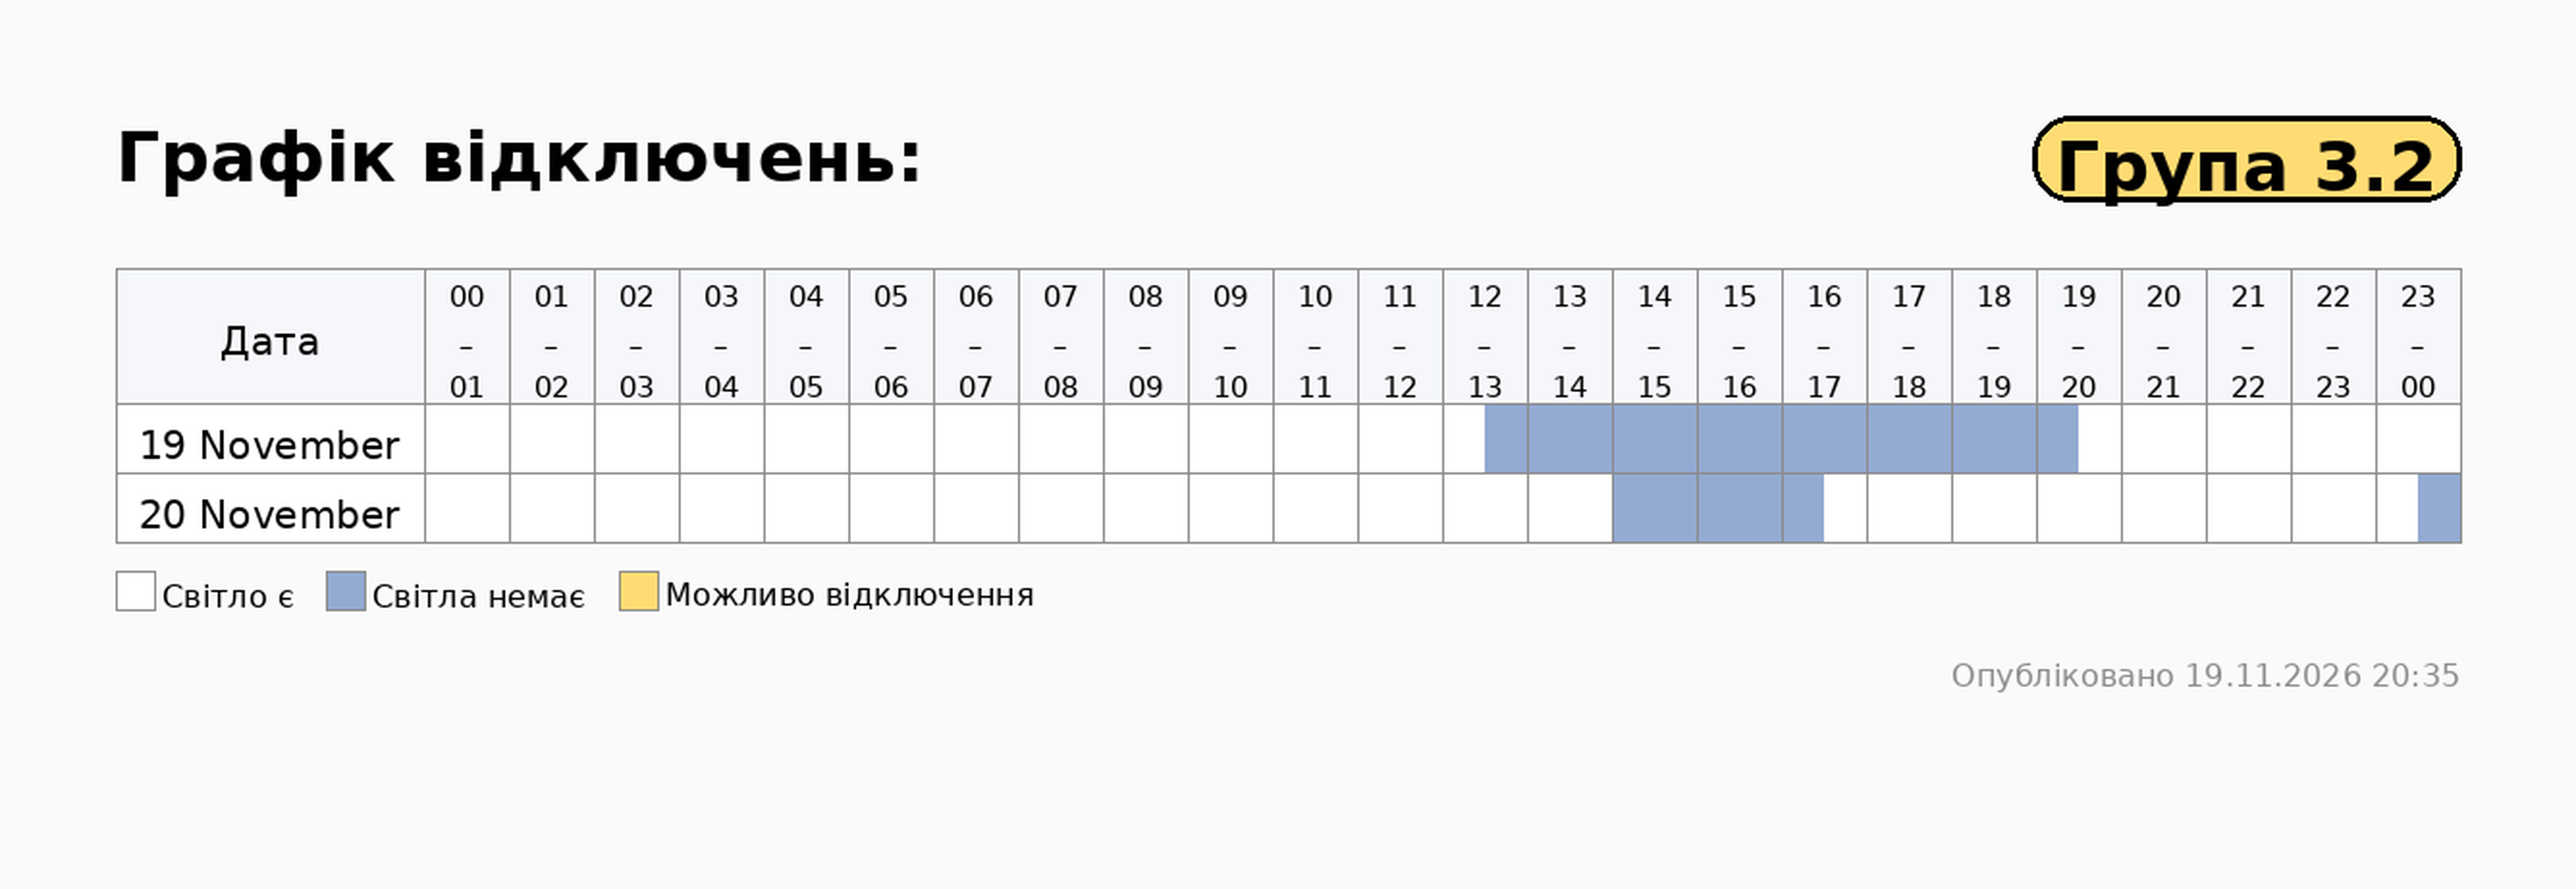 Графік відключень:
Група 3.2
Дата
00 – 01
01 – 02
02 – 03
03 – 04
04 – 05
05 – 06
06 – 07
07 – 08
08 – 09
09 – 10
10 – 11
11 – 12
12 – 13
13 – 14
14 – 15
15 – 16
16 – 17
17 – 18
18 – 19
19 – 20
20 – 21
21 – 22
22 – 23
23 – 00
19 November
20 November
Світло є
Світла немає
Можливо відключення
Опубліковано 19.11.2026 20:35